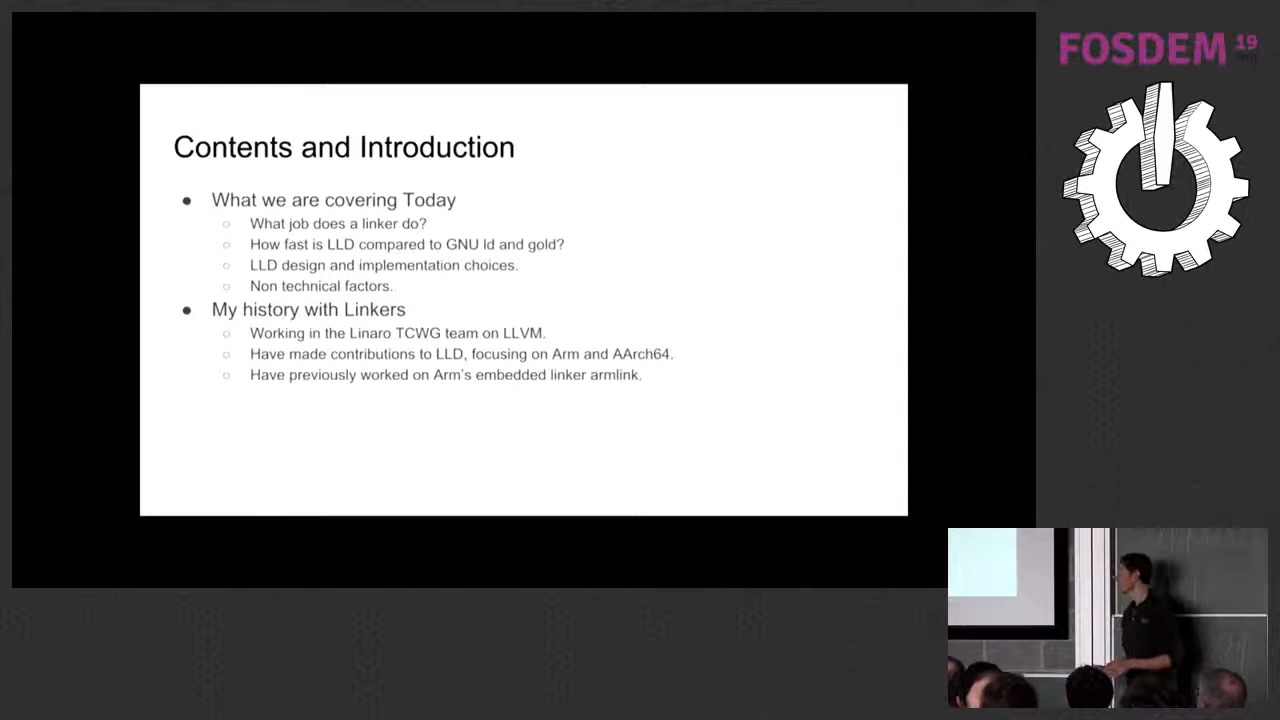 Contents and Introduction
What we are covering Today
What job does a linker do?
How fast is LLD compared to GNU ld and gold?
LLD design and implementation choices.
Non technical factors.
My history with Linkers
Working in the Linaro TCWG team on LLVM.
Have made contributions to LLD, focusing on Arm and AArch64.
Have previously worked on Arm's embedded linker armlink.
FOSDEM 19